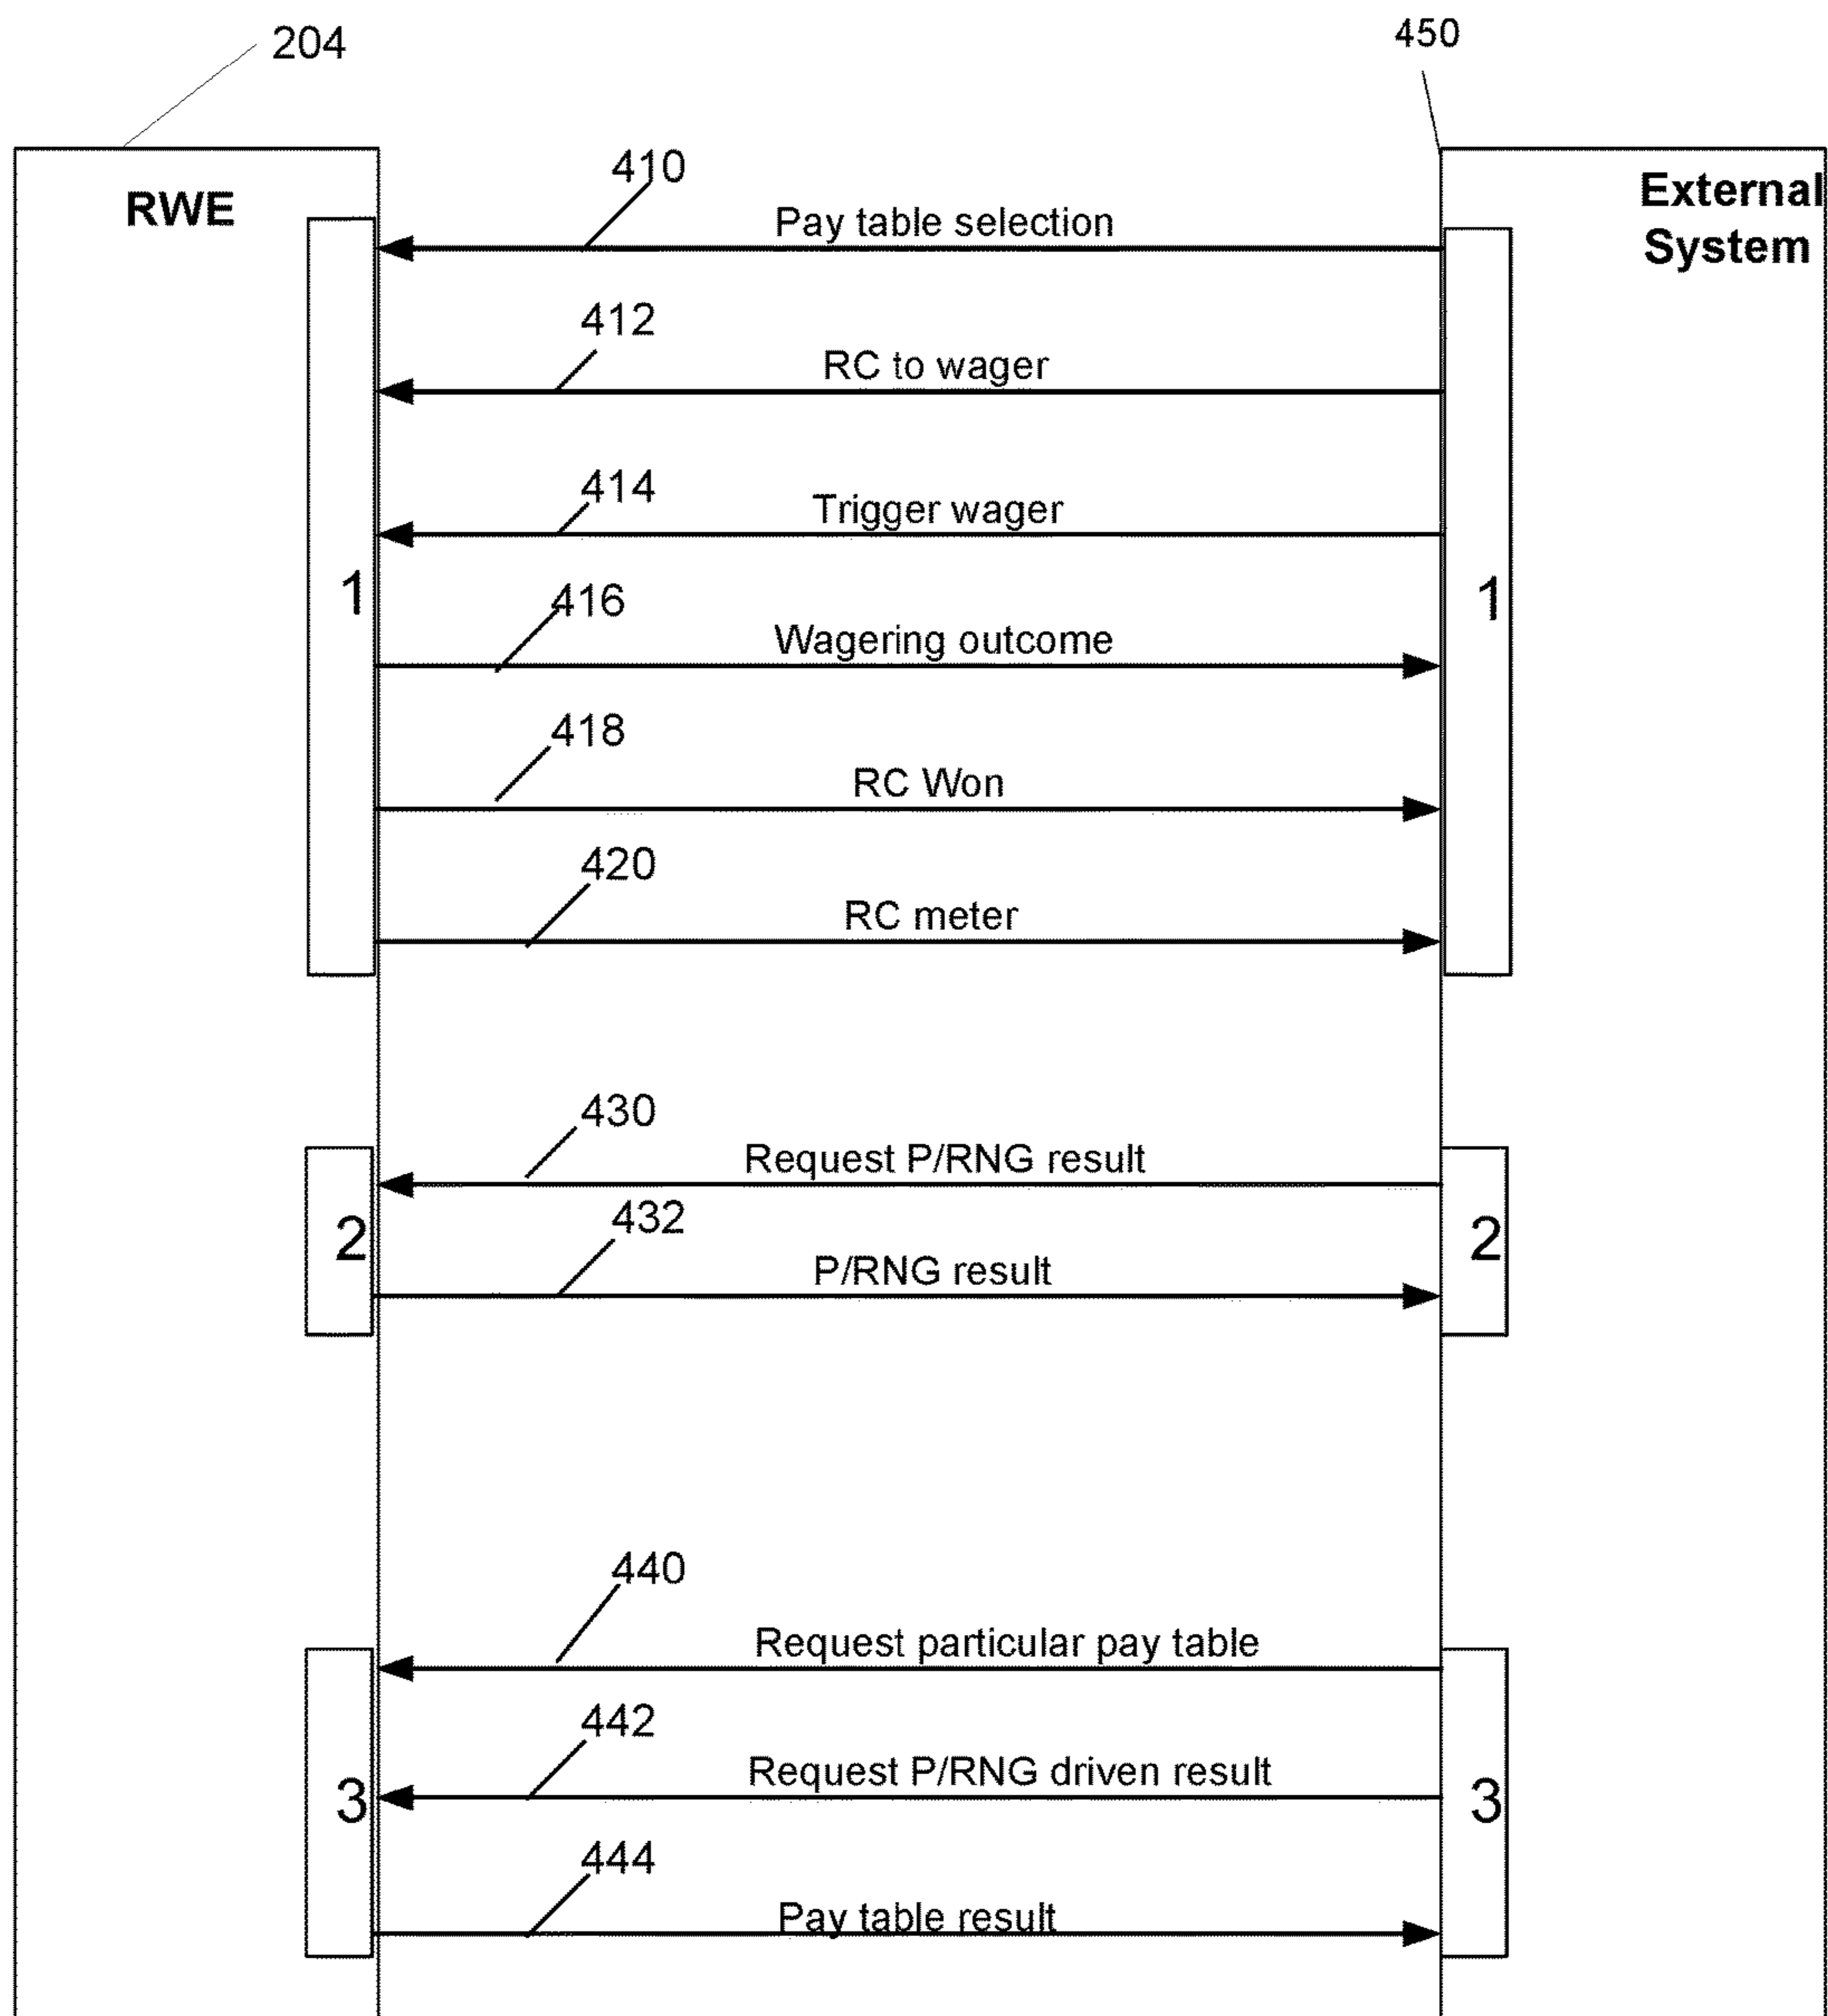 204
450
RWE
External
System
410
Pay table selection
412
RC to wager
414
Trigger wager
1
1
416
Wagering outcome
418
RC Won
420
RC meter
430
Request P/RNG result
2
2
432
P/RNG result
440
Request particular pay table
442
Request P/RNG driven result
3
3
444
Pay table result